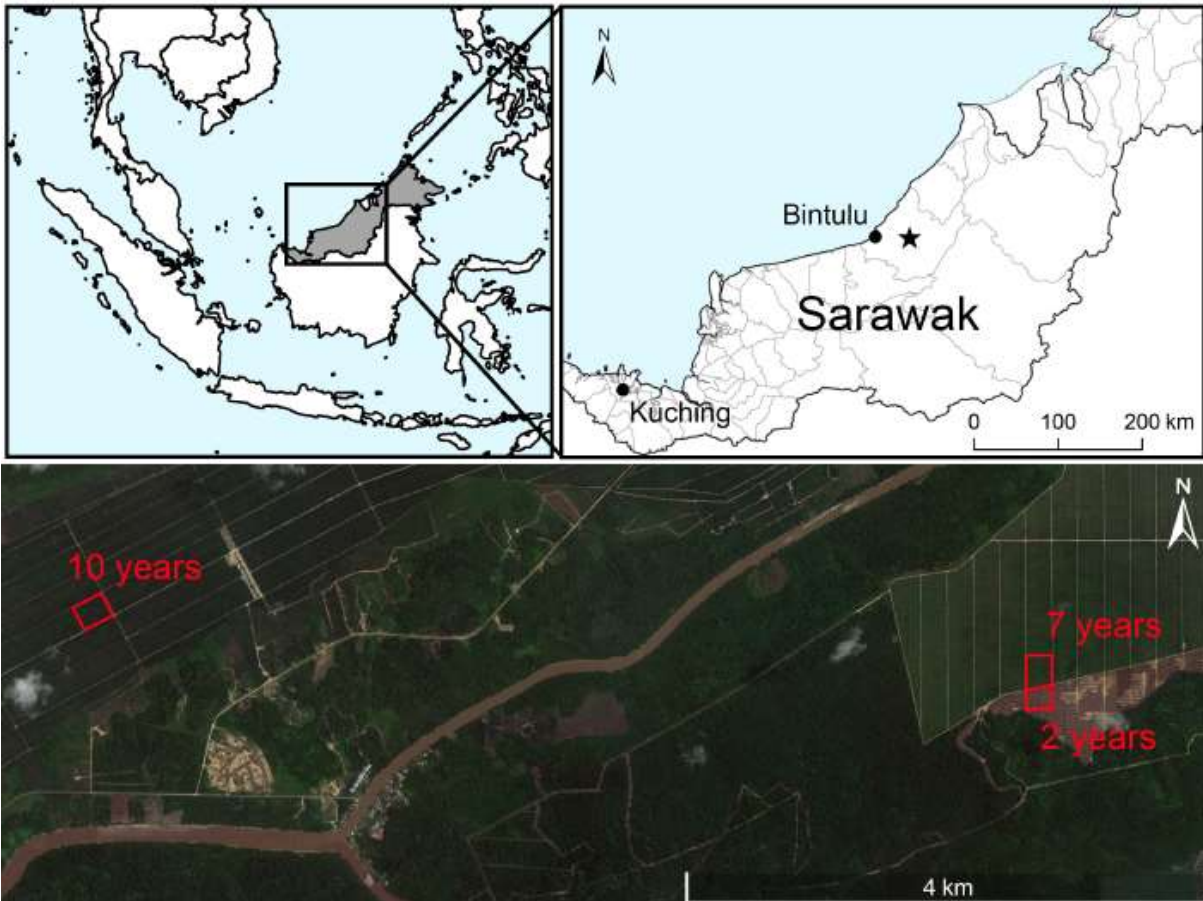 N
Bintulu
Sarawak
Kuching
0 100 200 km
N
10 years
7 years
2 years
4 km